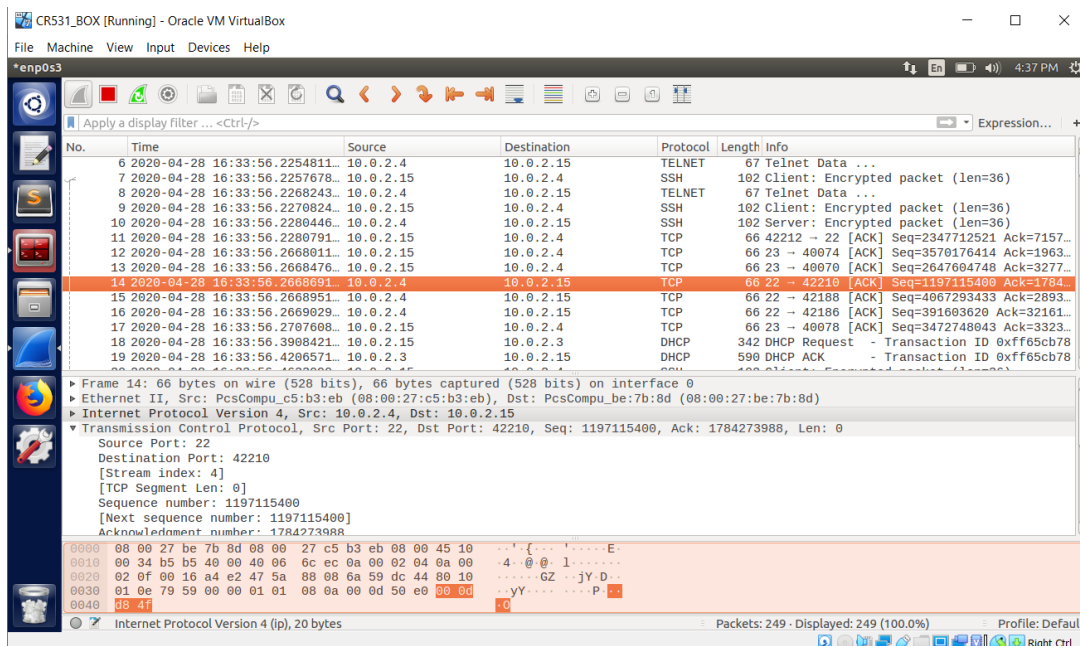 CR531_BOX [Running] - Oracle VM VirtualBox
File Machine View Input Devices Help
*enp0s3 En 4:37 PM
Apply a display filter ... <Ctrl-/> Expression... +
No. Time Source Destination Protocol Length Info
6 2020-04-28 16:33:56.2254811… 10.0.2.4 10.0.2.15 TELNET 67 Telnet Data ...
7 2020-04-28 16:33:56.2257678… 10.0.2.15 10.0.2.4 SSH 102 Client: Encrypted packet (len=36)
8 2020-04-28 16:33:56.2268243… 10.0.2.4 10.0.2.15 TELNET 67 Telnet Data ...
9 2020-04-28 16:33:56.2270824… 10.0.2.15 10.0.2.4 SSH 102 Client: Encrypted packet (len=36)
10 2020-04-28 16:33:56.2280446… 10.0.2.4 10.0.2.15 SSH 102 Server: Encrypted packet (len=36)
11 2020-04-28 16:33:56.2280791… 10.0.2.15 10.0.2.4 TCP 66 42212 → 22 [ACK] Seq=2347712521 Ack=7157…
12 2020-04-28 16:33:56.2668011… 10.0.2.15 10.0.2.4 TCP 66 23 → 40074 [ACK] Seq=3570176414 Ack=1963…
13 2020-04-28 16:33:56.2668476… 10.0.2.15 10.0.2.4 TCP 66 23 → 40070 [ACK] Seq=2647604748 Ack=3277…
14 2020-04-28 16:33:56.2668691… 10.0.2.4 10.0.2.15 TCP 66 22 → 42210 [ACK] Seq=1197115400 Ack=1784…
15 2020-04-28 16:33:56.2668951… 10.0.2.4 10.0.2.15 TCP 66 22 → 42188 [ACK] Seq=4067293433 Ack=2893…
16 2020-04-28 16:33:56.2669029… 10.0.2.4 10.0.2.15 TCP 66 22 → 42186 [ACK] Seq=391603620 Ack=32161…
17 2020-04-28 16:33:56.2707608… 10.0.2.15 10.0.2.4 TCP 66 23 → 40078 [ACK] Seq=3472748043 Ack=3323…
18 2020-04-28 16:33:56.3908421… 10.0.2.15 10.0.2.3 DHCP 342 DHCP Request - Transaction ID 0xff65cb78
19 2020-04-28 16:33:56.4206571… 10.0.2.3 10.0.2.15 DHCP 590 DHCP ACK - Transaction ID 0xff65cb78
Frame 14: 66 bytes on wire (528 bits), 66 bytes captured (528 bits) on interface 0
Ethernet II, Src: PcsCompu_c5:b3:eb (08:00:27:c5:b3:eb), Dst: PcsCompu_be:7b:8d (08:00:27:be:7b:8d)
Internet Protocol Version 4, Src: 10.0.2.4, Dst: 10.0.2.15
Transmission Control Protocol, Src Port: 22, Dst Port: 42210, Seq: 1197115400, Ack: 1784273988, Len: 0
Source Port: 22
Destination Port: 42210
[Stream index: 4]
[TCP Segment Len: 0]
Sequence number: 1197115400
[Next sequence number: 1197115400]
Acknowledgment number: 1784273988
0000 08 00 27 be 7b 8d 08 00 27 c5 b3 eb 08 00 45 10 ··'·{··· '·····E·
0010 00 34 b5 b5 40 00 40 06 6c ec 0a 00 02 04 0a 00 ·4··@·@· l·······
0020 02 0f 00 16 a4 e2 47 5a 88 08 6a 59 dc 44 80 10 ······GZ ··jY·D··
0030 01 0e 79 59 00 00 01 01 08 0a 00 0d 50 e0 00 0d ··yY···· ····P···
0040 d8 4f ·O
Internet Protocol Version 4 (ip), 20 bytes Packets: 249 · Displayed: 249 (100.0%) Profile: Defaul
Right Ctrl